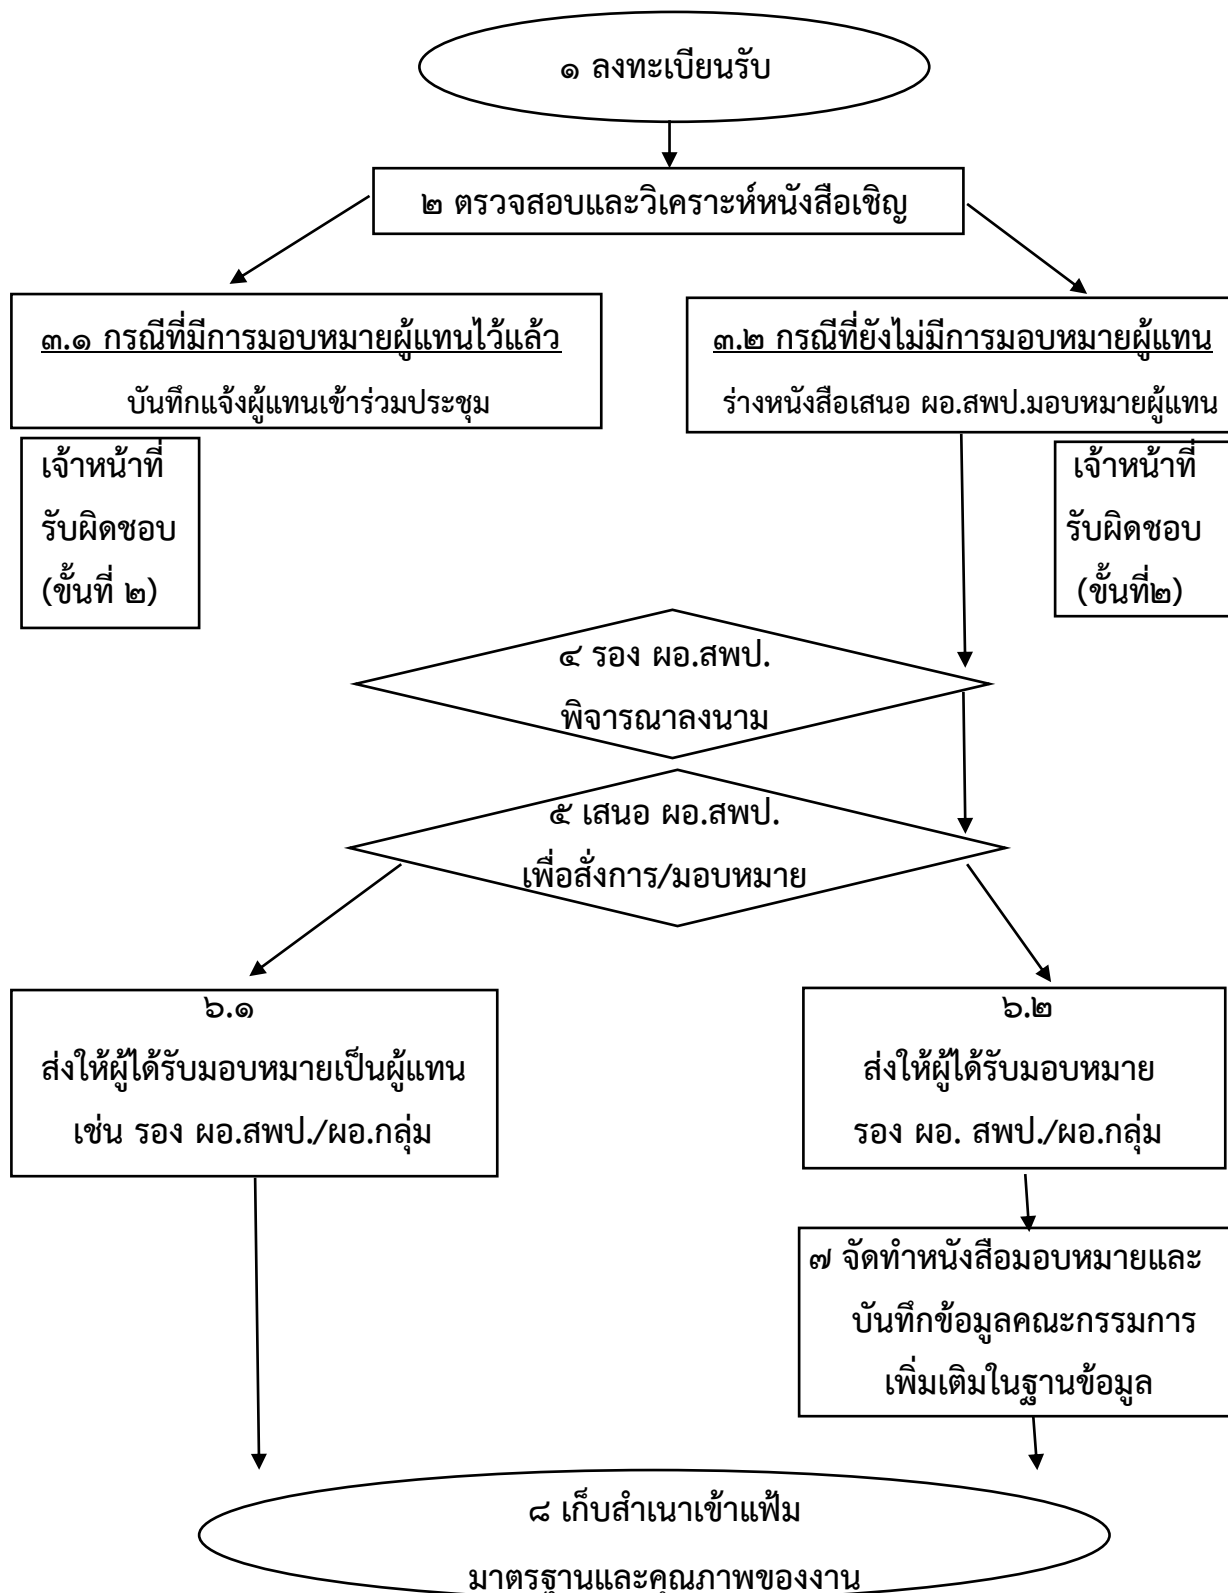 ๑ ลงทะเบียนรับ
๒ ตรวจสอบและวิเคราะห์หนังสือเชิญ
๓.๑ กรณีที่มีการมอบหมายผู้แทนไว้แล้ว
บันทึกแจ้งผู้แทนเข้าร่วมประชุม
๓.๒ กรณีที่ยังไม่มีการมอบหมายผู้แทน
ร่างหนังสือเสนอ ผอ.สพป.มอบหมายผู้แทน
เจ้าหน้าที่
รับผิดชอบ
(ขั้นที่ ๒)
เจ้าหน้าที่
รับผิดชอบ
(ขั้นที่๒)
๔ รอง ผอ.สพป.
พิจารณาลงนาม
๕ เสนอ ผอ.สพป.
เพื่อสั่งการ/มอบหมาย
๖.๑
ส่งให้ผู้ได้รับมอบหมายเป็นผู้แทน
เช่น รอง ผอ.สพป./ผอ.กลุ่ม
๖.๒
ส่งให้ผู้ได้รับมอบหมาย
รอง ผอ. สพป./ผอ.กลุ่ม
๗ จัดทำหนังสือมอบหมายและ
บันทึกข้อมูลคณะกรรมการ
เพิ่มเติมในฐานข้อมูล
๘ เก็บสำเนาเข้าแฟ้ม
มาตรฐานและคุณภาพของงาน